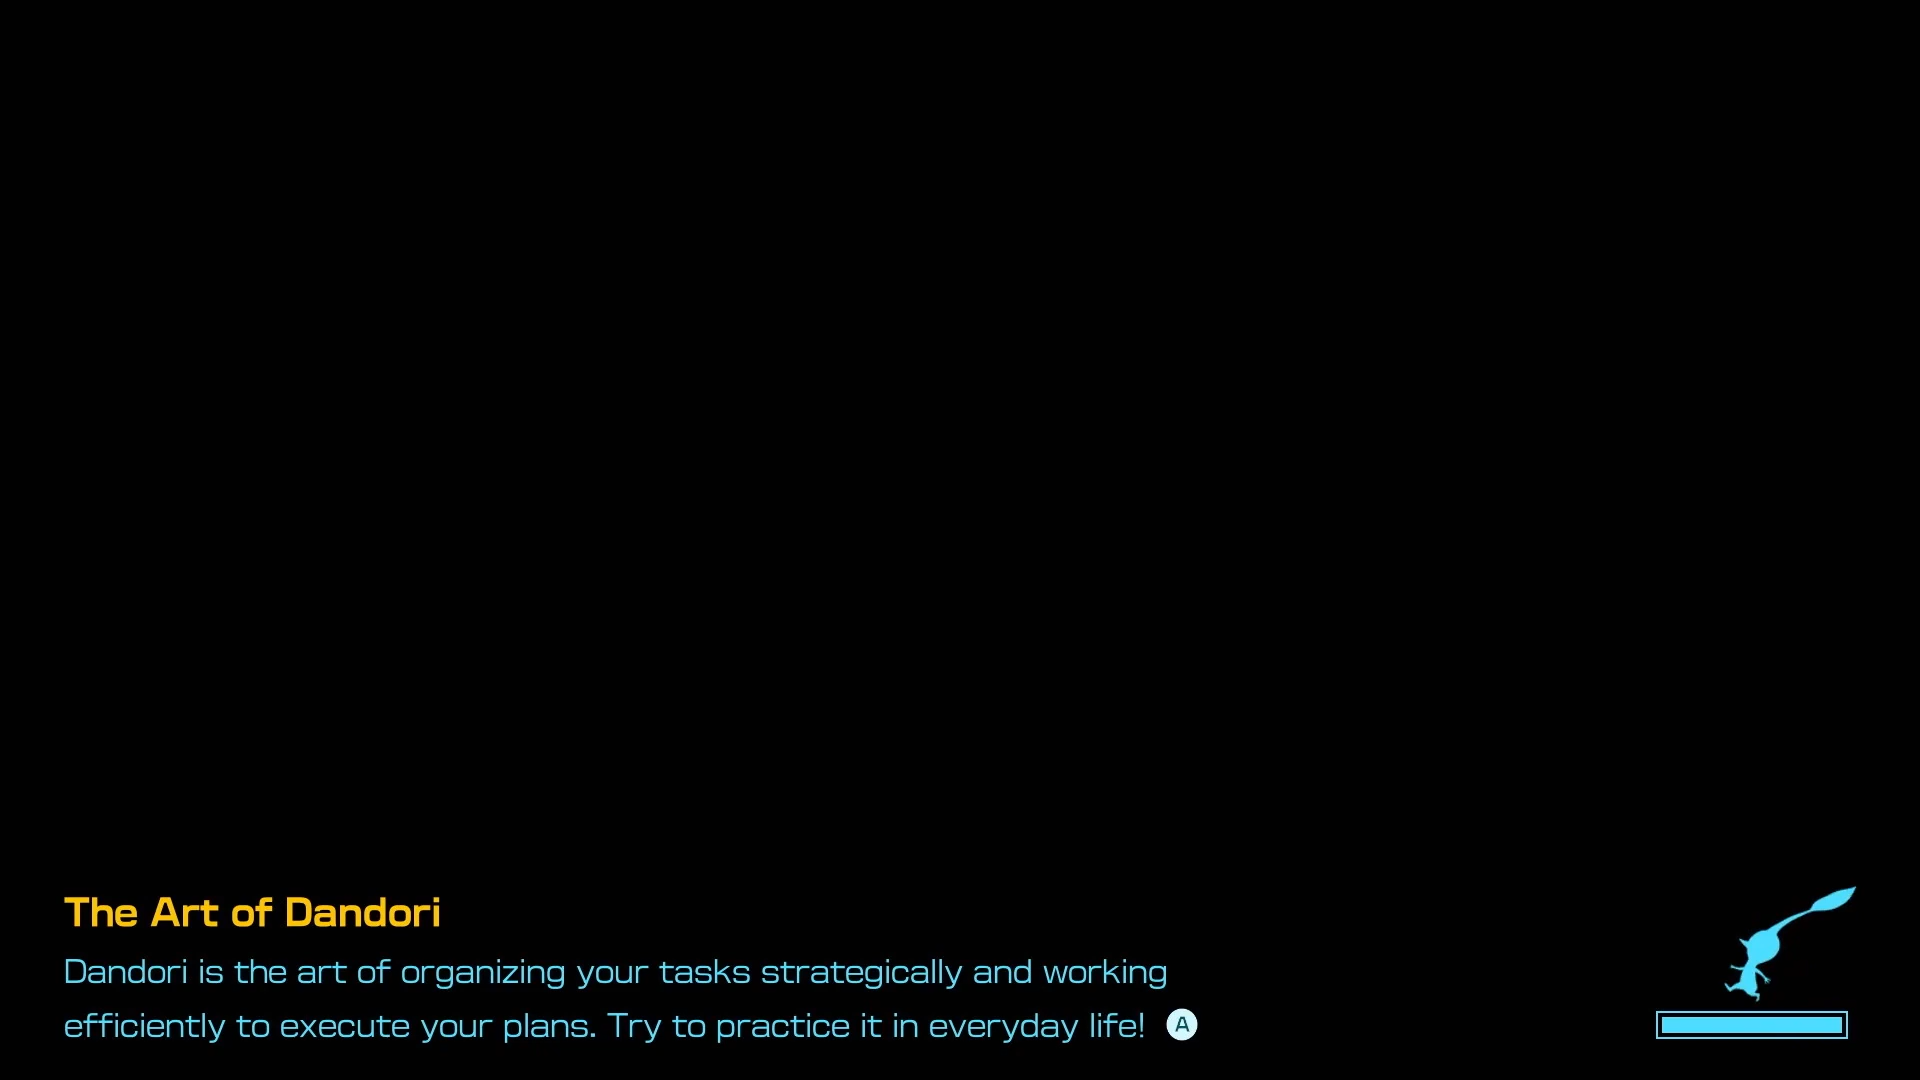 The Art of Dandori
Dandori is the art of organizing your tasks strategically and working
efficiently to execute your plans. Try to practice it in everyday life! A